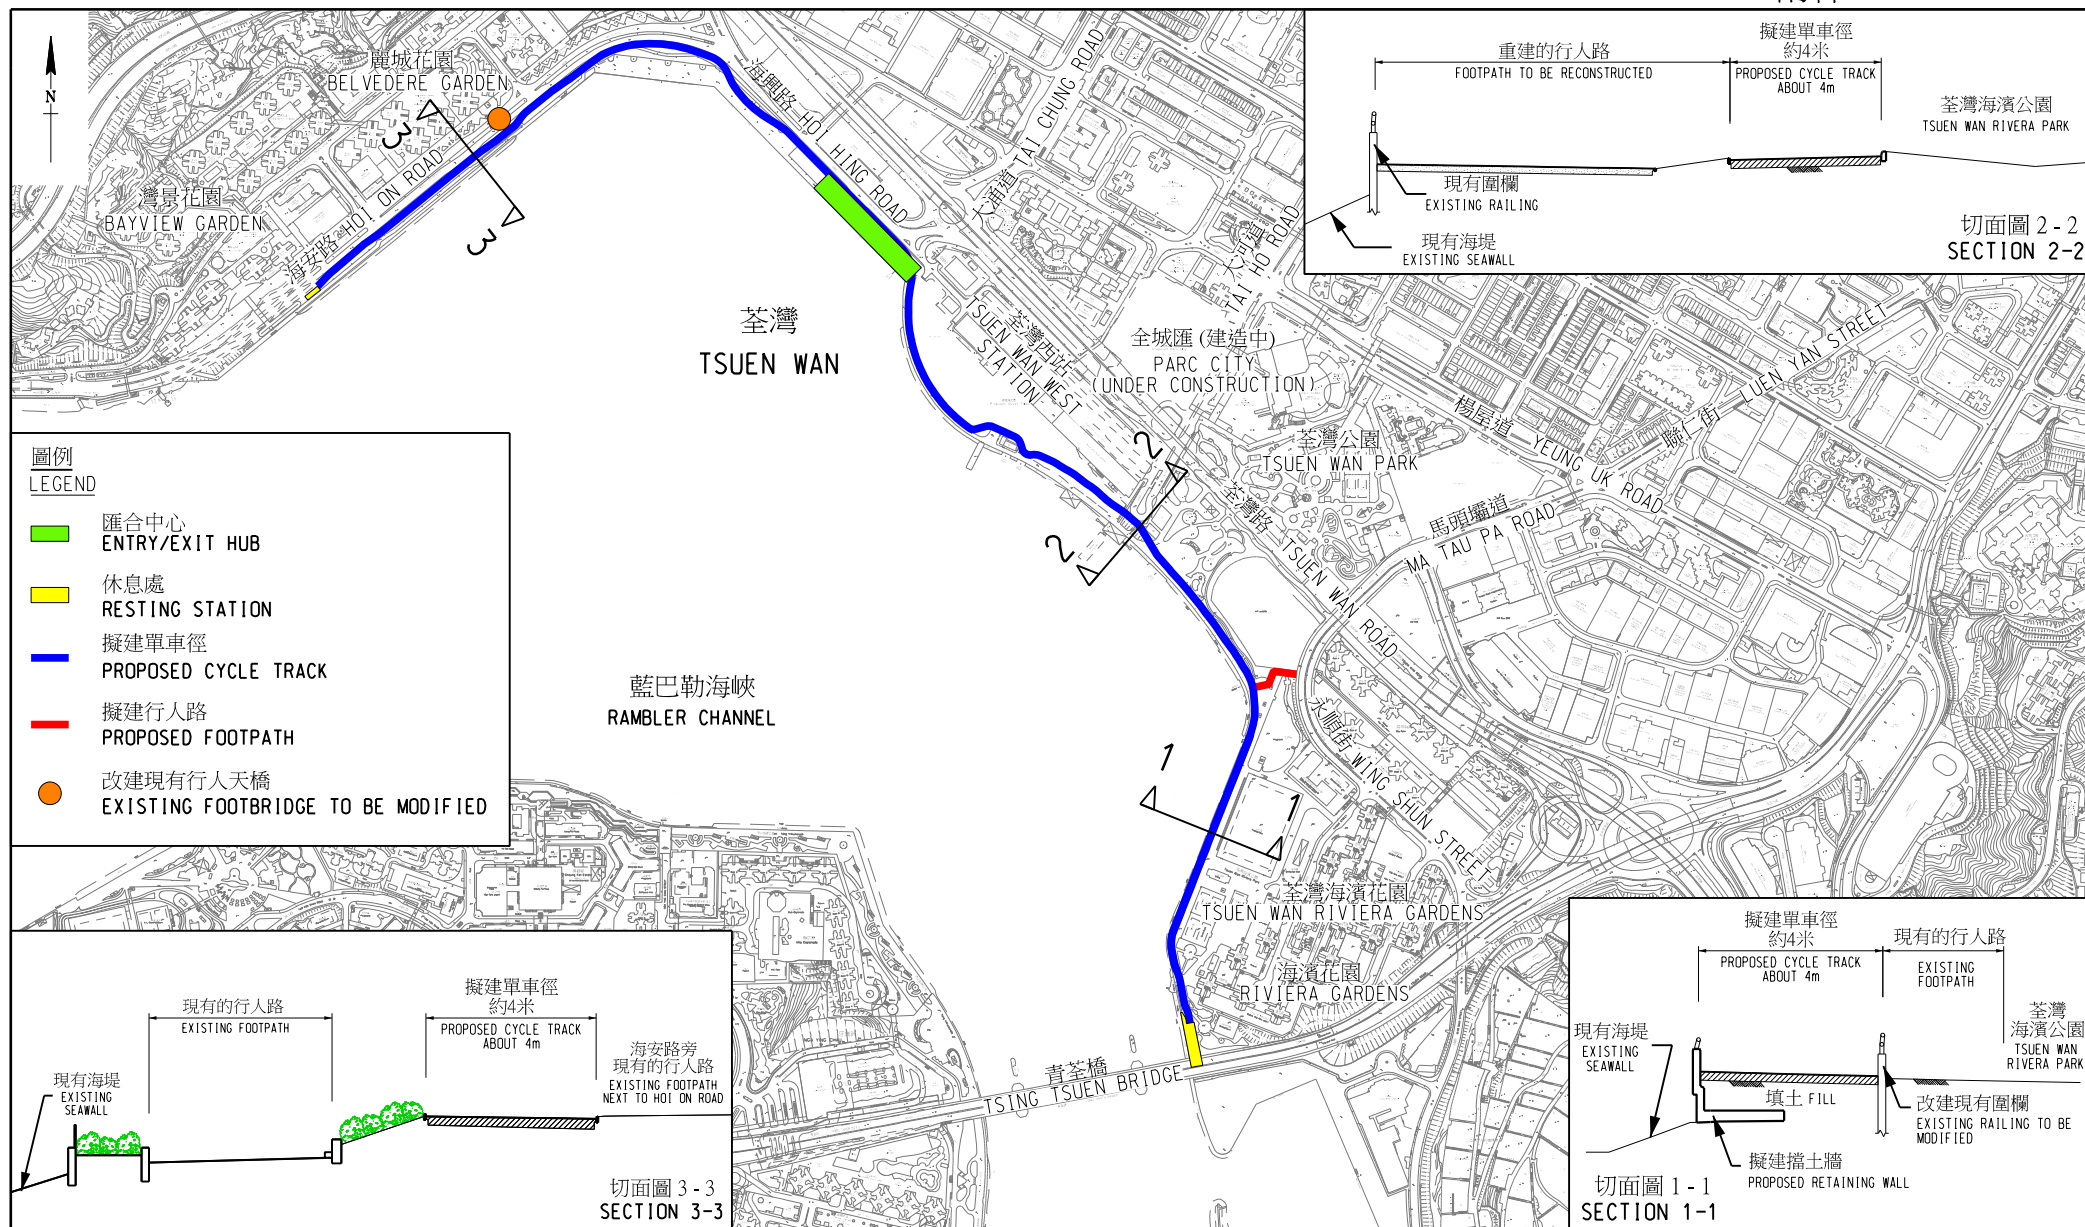 N
麗城花園
BELVEDERE GARDEN
灣景花園
BAYVIEW GARDEN
海安路 HOI ON ROAD
3
3
海興路 HOI HING ROAD
大涌道 TAI CHUNG ROAD
大河道
TAI HO ROAD
荃灣
TSUEN WAN
荃灣西站
TSUEN WAN WEST
STATION
全城匯 (建造中)
PARC CITY
(UNDER CONSTRUCTION)
荃灣公園
TSUEN WAN PARK
楊屋道 YEUNG UK ROAD
聯仁街 LUEN YAN STREET
馬頭壩道
MA TAU PA ROAD
荃灣路 TSUEN WAN ROAD
2
2
永順街 WING SHUN STREET
1
1
藍巴勒海峽
RAMBLER CHANNEL
荃灣海濱花園
TSUEN WAN RIVIERA GARDENS
海濱花園
RIVIERA GARDENS
青荃橋
TSING TSUEN BRIDGE
圖例
LEGEND
匯合中心
ENTRY/EXIT HUB
休息處
RESTING STATION
擬建單車徑
PROPOSED CYCLE TRACK
擬建行人路
PROPOSED FOOTPATH
改建現有行人天橋
EXISTING FOOTBRIDGE TO BE MODIFIED
重建的行人路
FOOTPATH TO BE RECONSTRUCTED
擬建單車徑
約4米
PROPOSED CYCLE TRACK
ABOUT 4m
荃灣海濱公園
TSUEN WAN RIVERA PARK
現有圍欄
EXISTING RAILING
現有海堤
EXISTING SEAWALL
切面圖 2 - 2
SECTION 2-2
現有的行人路
EXISTING FOOTPATH
擬建單車徑
約4米
PROPOSED CYCLE TRACK
ABOUT 4m
海安路旁
現有的行人路
EXISTING FOOTPATH
NEXT TO HOI ON ROAD
現有海堤
EXISTING
SEAWALL
切面圖 3 - 3
SECTION 3-3
擬建單車徑
約4米
PROPOSED CYCLE TRACK
ABOUT 4m
現有的行人路
EXISTING
FOOTPATH
荃灣
海濱公園
TSUEN WAN
RIVERA PARK
現有海堤
EXISTING
SEAWALL
填土 FILL
改建現有圍欄
EXISTING RAILING TO BE
MODIFIED
擬建擋土牆
PROPOSED RETAINING WALL
切面圖 1 - 1
SECTION 1-1